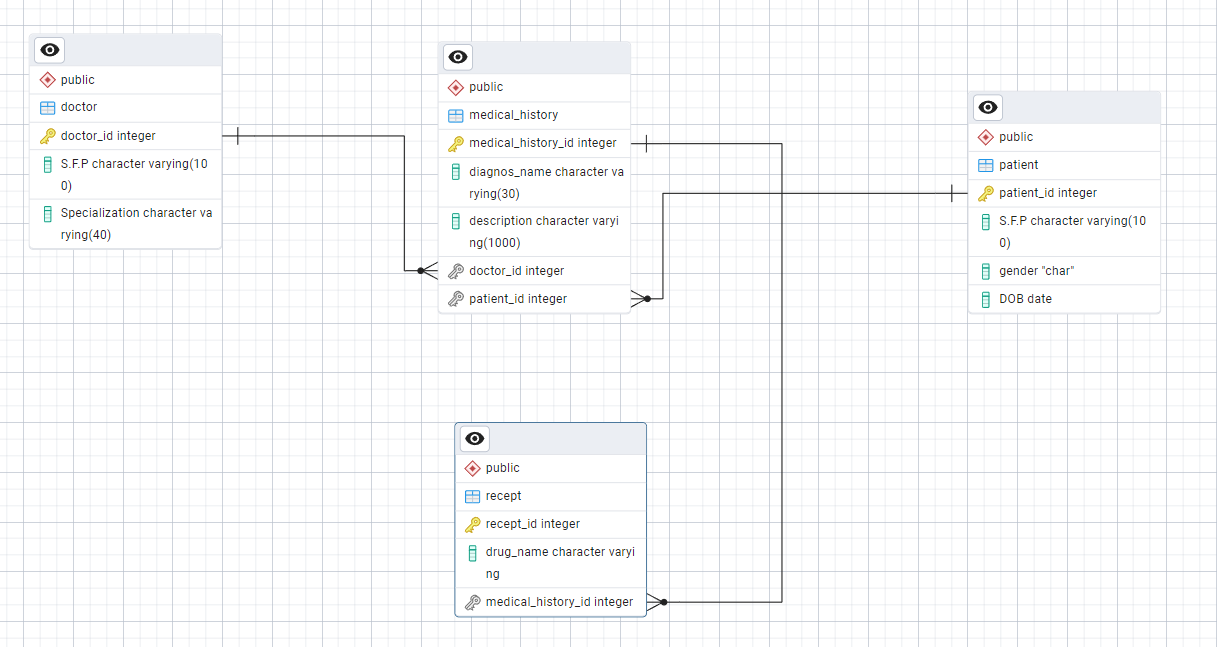 public
doctor
doctor_id integer
S.F.P character varying(10
0)
Specialization character va
rying(40)
public
medical_history
medical_history_id integer
diagnos_name character va
rying(30)
description character varyi
ng(1000)
doctor_id integer
patient_id integer
public
patient
patient_id integer
S.F.P character varying(10
0)
gender "char"
DOB date
public
recept
recept_id integer
drug_name character varyi
ng
medical_history_id integer